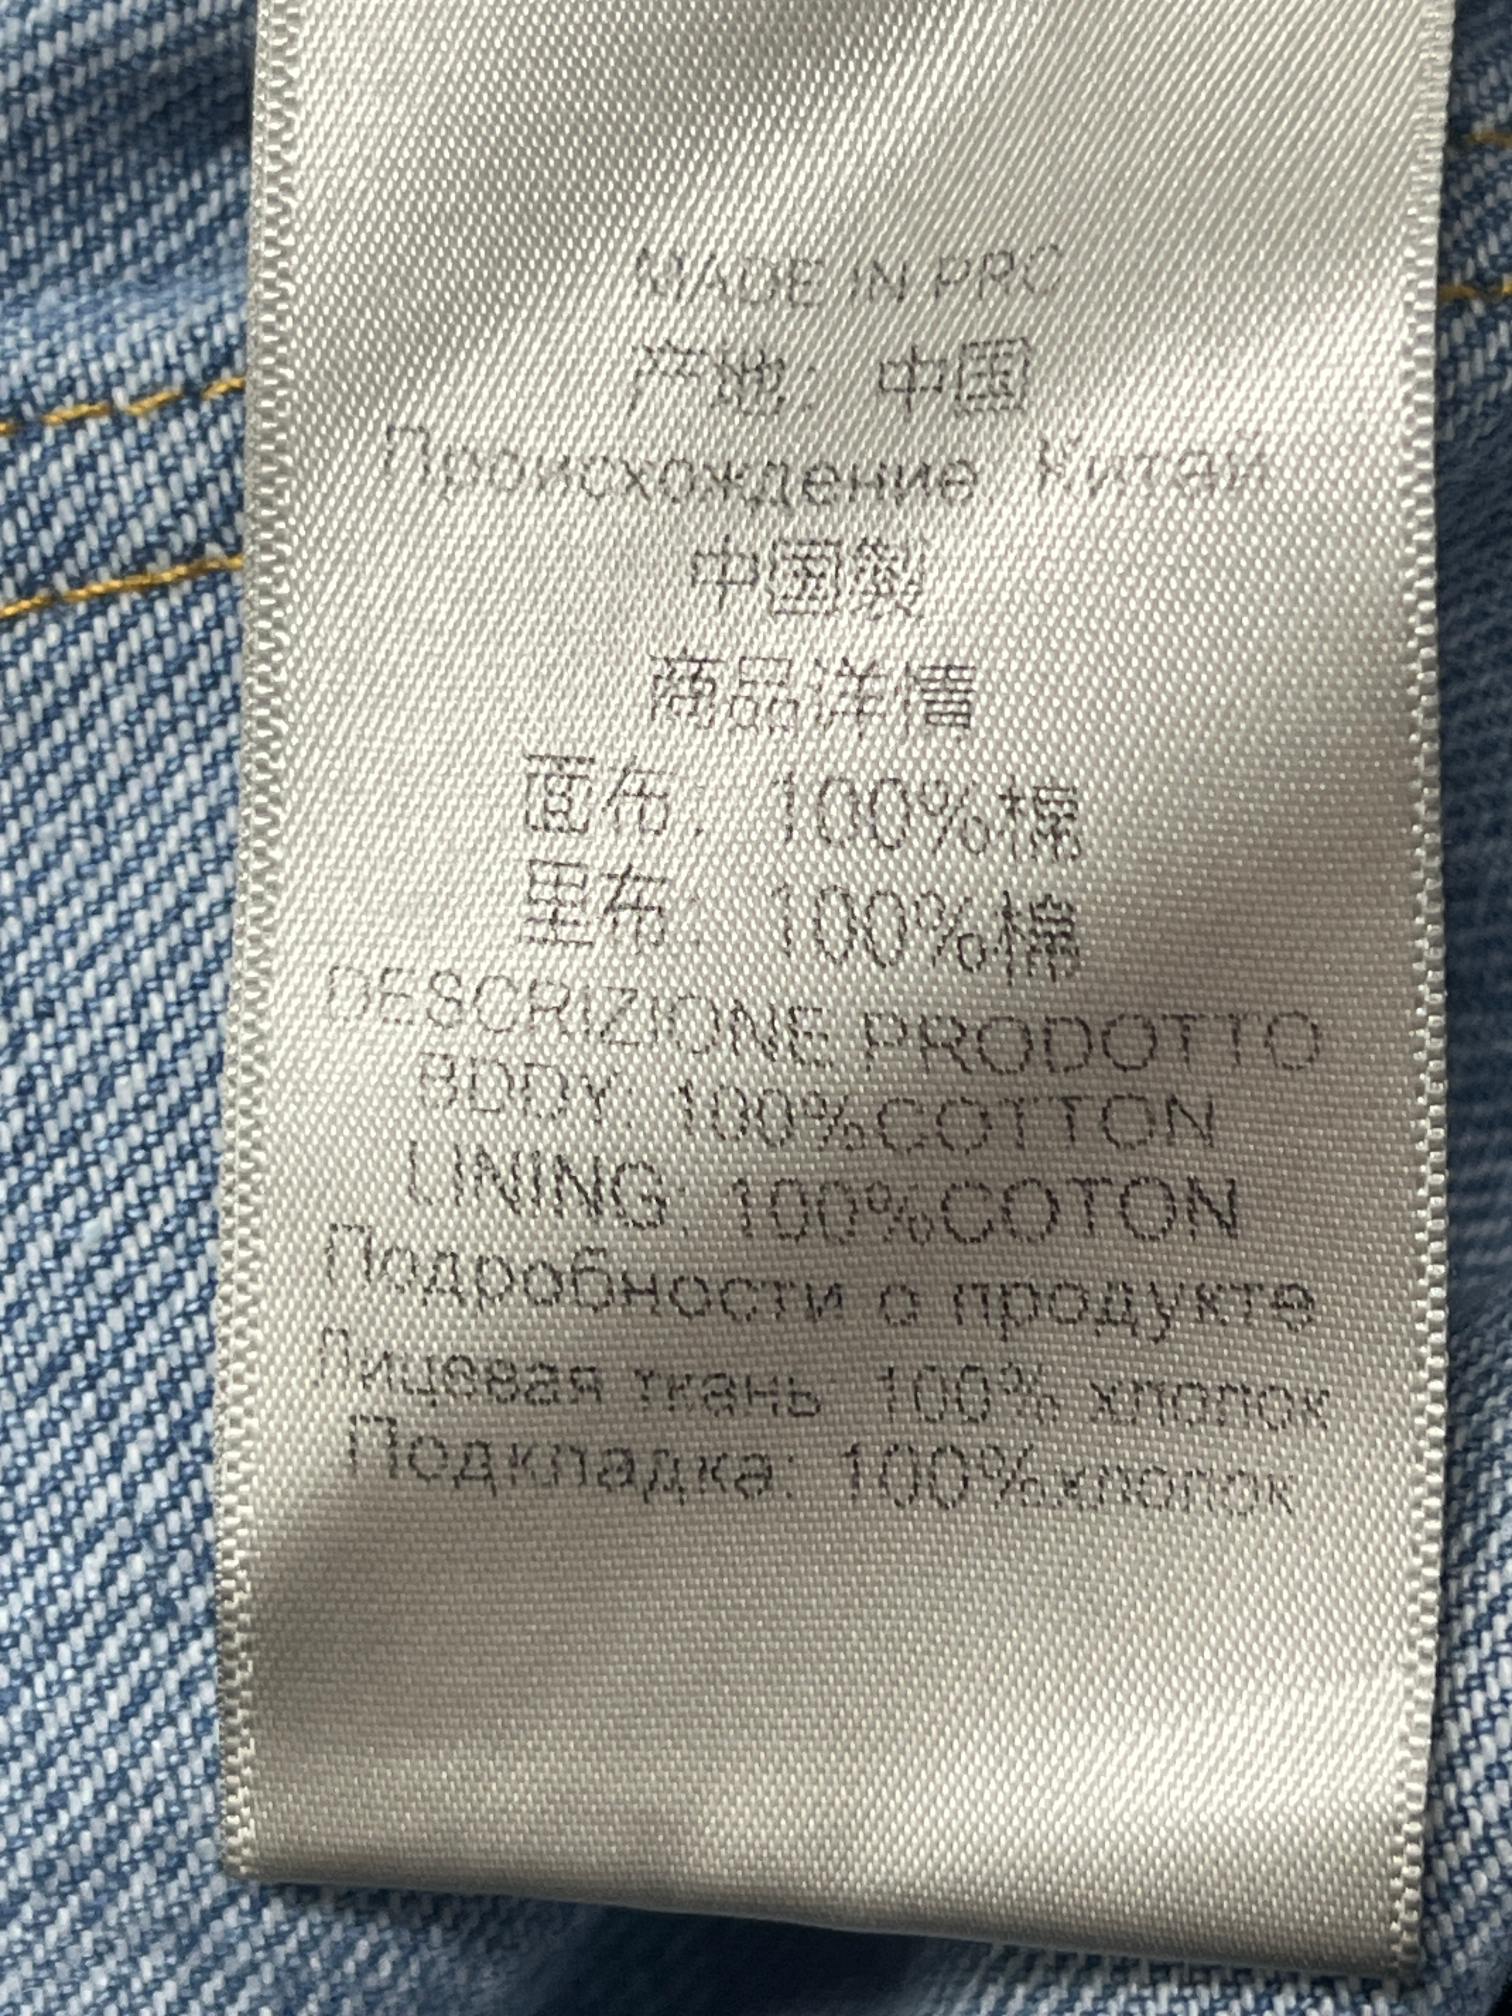 MADE IN PRC
产地: 中国
Происхождение: Китай
中国製
商品洋情
面布: 100%棉
里布: 100%棉
DESCRIZIONE PRODOTTO
BODY: 100%COTTON
LINING: 100%COTON
Подробности о продукте
Лицевая ткань: 100% хлопок
Подкладка: 100%хлопок